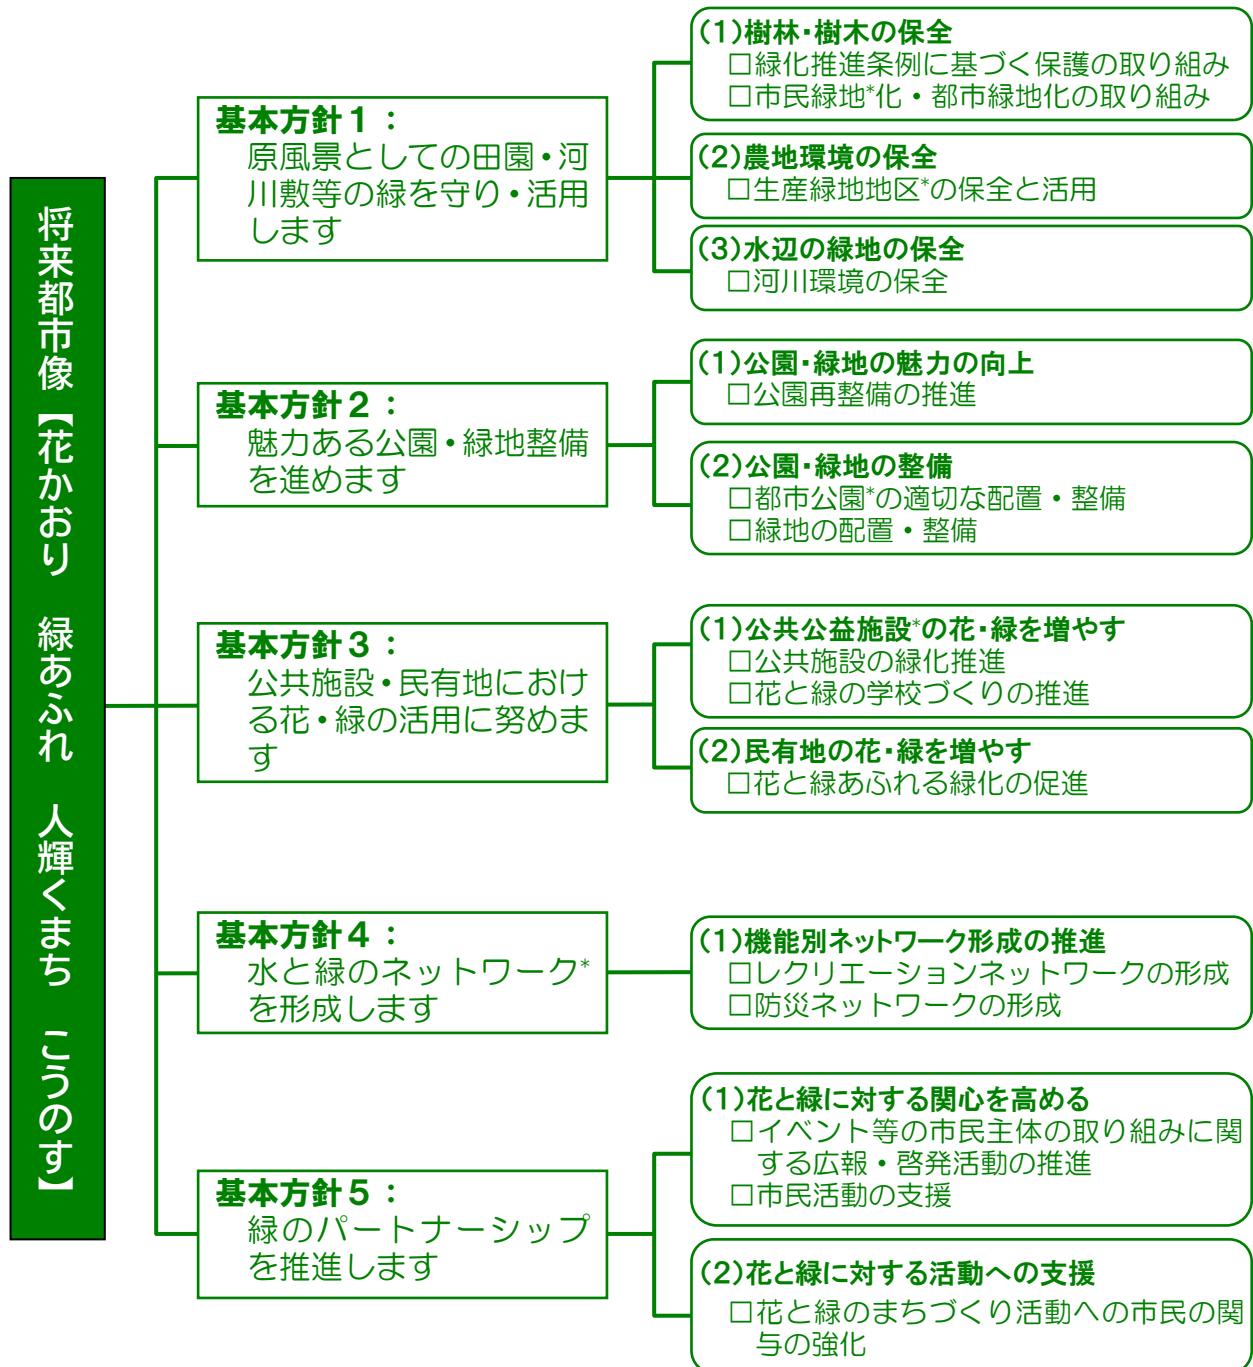 将来都市像【花かおり　緑あふれ　人輝くまち　こうのす】
基本方針１：
原風景としての田園・河
川敷等の緑を守り・活用
します
(1)樹林・樹木の保全
□緑化推進条例に基づく保護の取り組み
□市民緑地*化・都市緑地化の取り組み
(2)農地環境の保全
□生産緑地地区*の保全と活用
(3)水辺の緑地の保全
□河川環境の保全
基本方針２：
魅力ある公園・緑地整備
を進めます
(1)公園・緑地の魅力の向上
□公園再整備の推進
(2)公園・緑地の整備
□都市公園*の適切な配置・整備
□緑地の配置・整備
基本方針３：
公共施設・民有地におけ
る花・緑の活用に努めま
す
(1)公共公益施設*の花・緑を増やす
□公共施設の緑化推進
□花と緑の学校づくりの推進
(2)民有地の花・緑を増やす
□花と緑あふれる緑化の促進
基本方針４：
水と緑のネットワーク*
を形成します
(1)機能別ネットワーク形成の推進
□レクリエーションネットワークの形成
□防災ネットワークの形成
基本方針５：
緑のパートナーシップ
を推進します
(1)花と緑に対する関心を高める
□イベント等の市民主体の取り組みに関
する広報・啓発活動の推進
□市民活動の支援
(2)花と緑に対する活動への支援
□花と緑のまちづくり活動への市民の関
与の強化